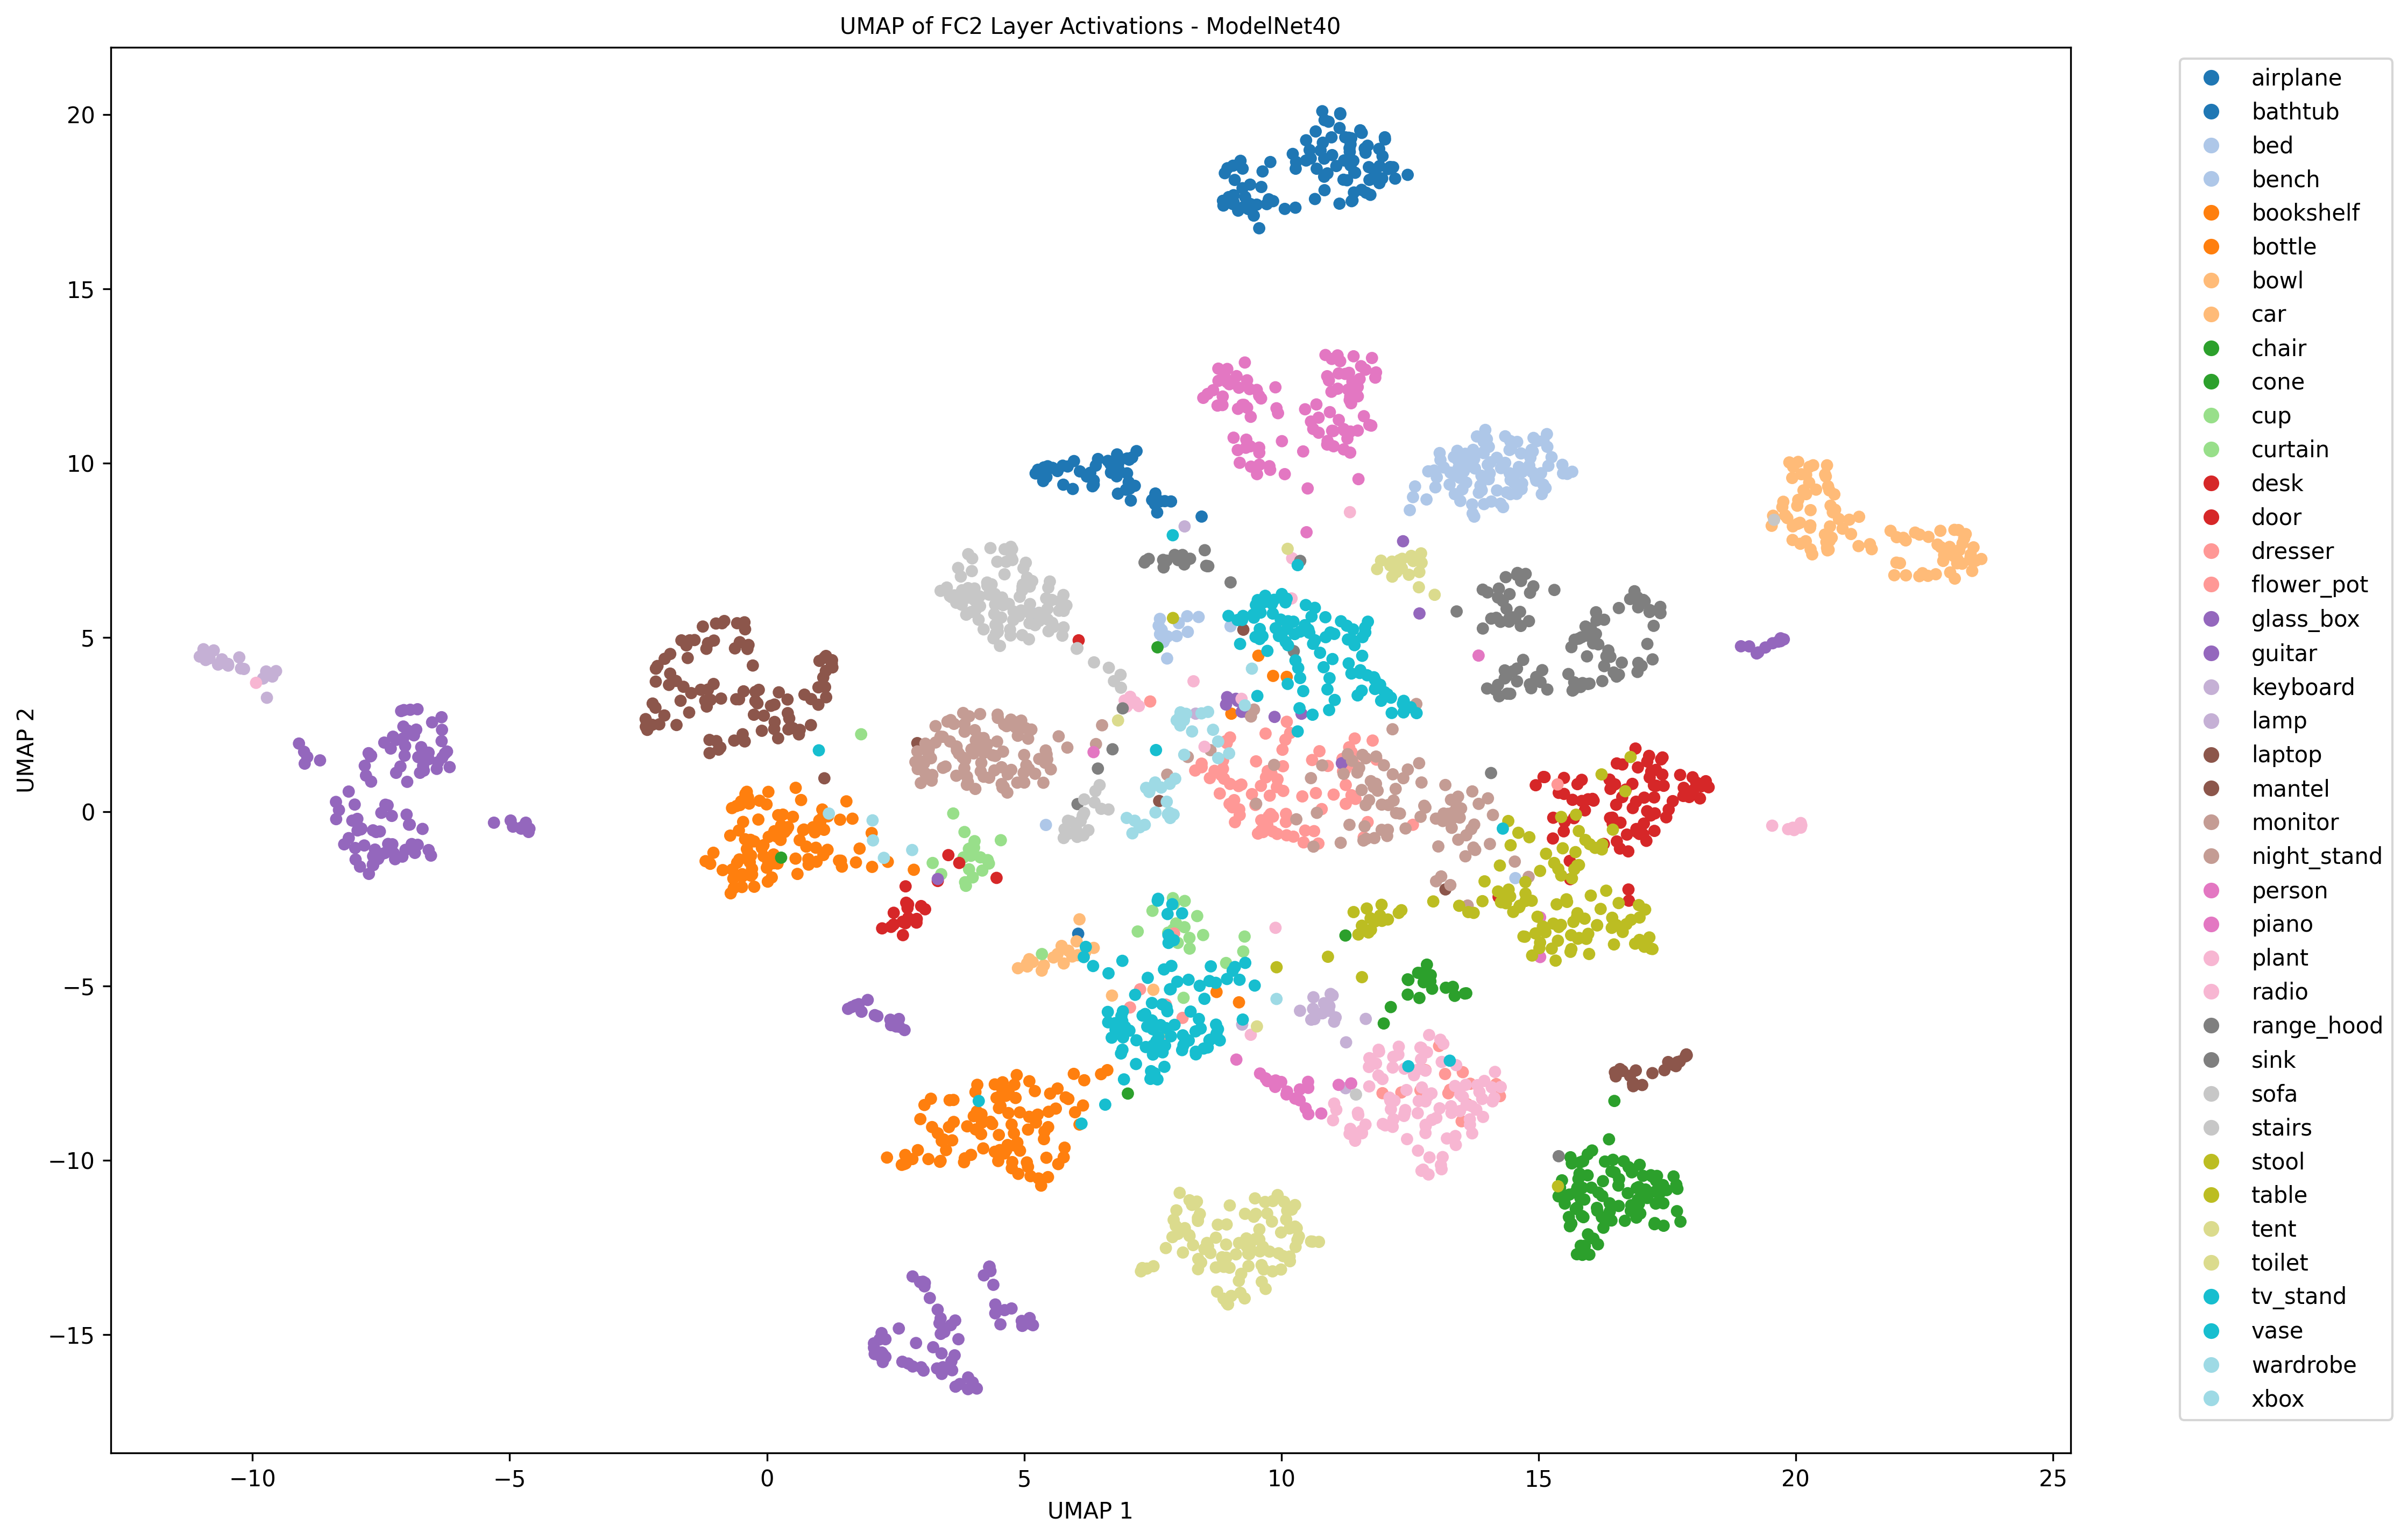 UMAP of FC2 Layer Activations - ModelNet40
20
15
10
5
0
−5
−10
−15
UMAP 2
−10 −5 0 5 10 15 20 25
UMAP 1
airplane
bathtub
bed
bench
bookshelf
bottle
bowl
car
chair
cone
cup
curtain
desk
door
dresser
flower_pot
glass_box
guitar
keyboard
lamp
laptop
mantel
monitor
night_stand
person
piano
plant
radio
range_hood
sink
sofa
stairs
stool
table
tent
toilet
tv_stand
vase
wardrobe
xbox